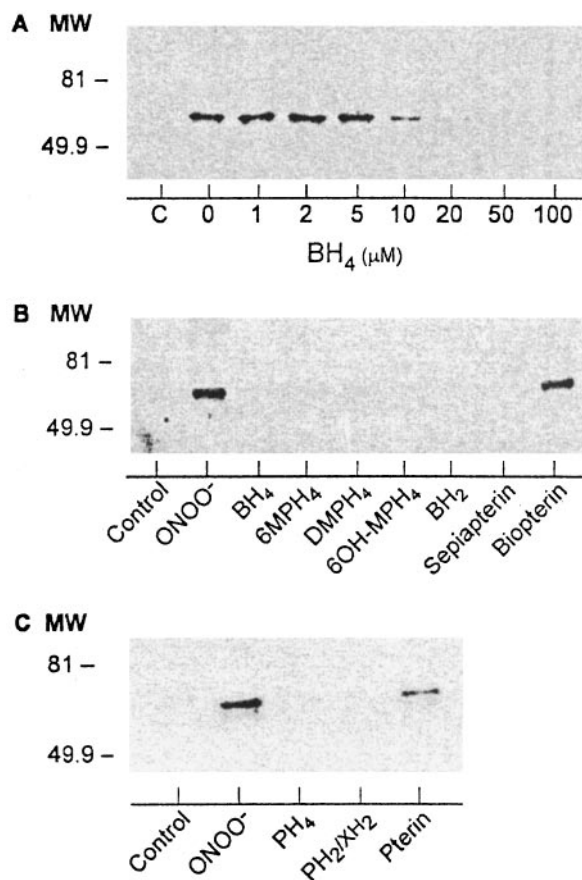 A MW
81 –
49.9 –
C 0 1 2 5 10 20 50 100
BH₄ (μM)
B MW
81 –
49.9 –
Control ONOO⁻ BH₄ 6MPH₄ DMPH₄ 6OH-MPH₄ BH₂ Sepiapterin Biopterin
C MW
81 –
49.9 –
Control ONOO⁻ PH₄ PH₂/XH₂ Pterin